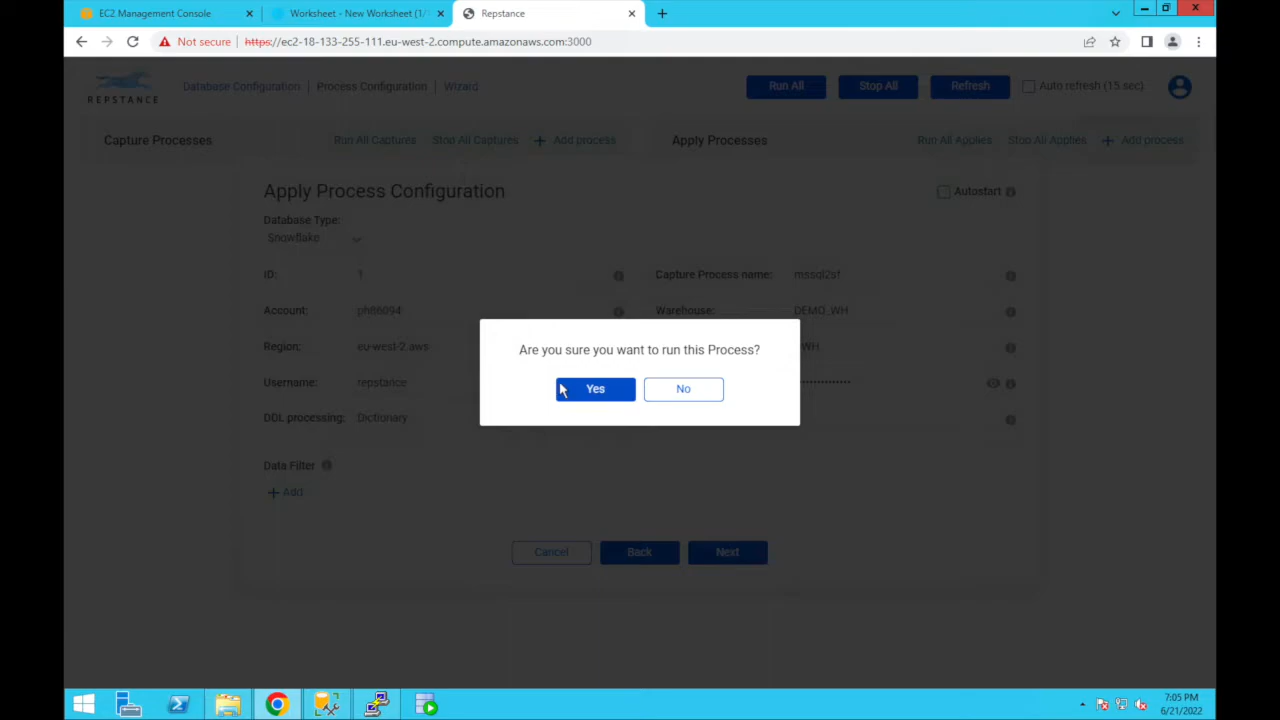 EC2 Management Console
Worksheet - New Worksheet (1/
Repstance
Not secure
https://ec2-18-133-255-111.eu-west-2.compute.amazonaws.com:3000
REPSTANCE
Database Configuration
Process Configuration
Wizard
Run All
Stop All
Refresh
Auto refresh (15 sec)
Capture Processes
Run All Captures
Stop All Captures
+ Add process
Apply Processes
Run All Applies
Stop All Applies
+ Add process
Apply Process Configuration
Autostart
Database Type:
Snowflake
ID: 1
Capture Process name: mssql2sf
Account: ph86094
Warehouse: DEMO_WH
Region: eu-west-2.aws
WH
Username: repstance
DDL processing: Dictionary
Data Filter
+ Add
Are you sure you want to run this Process?
Yes
No
Cancel
Back
Next
7:05 PM
6/21/2022